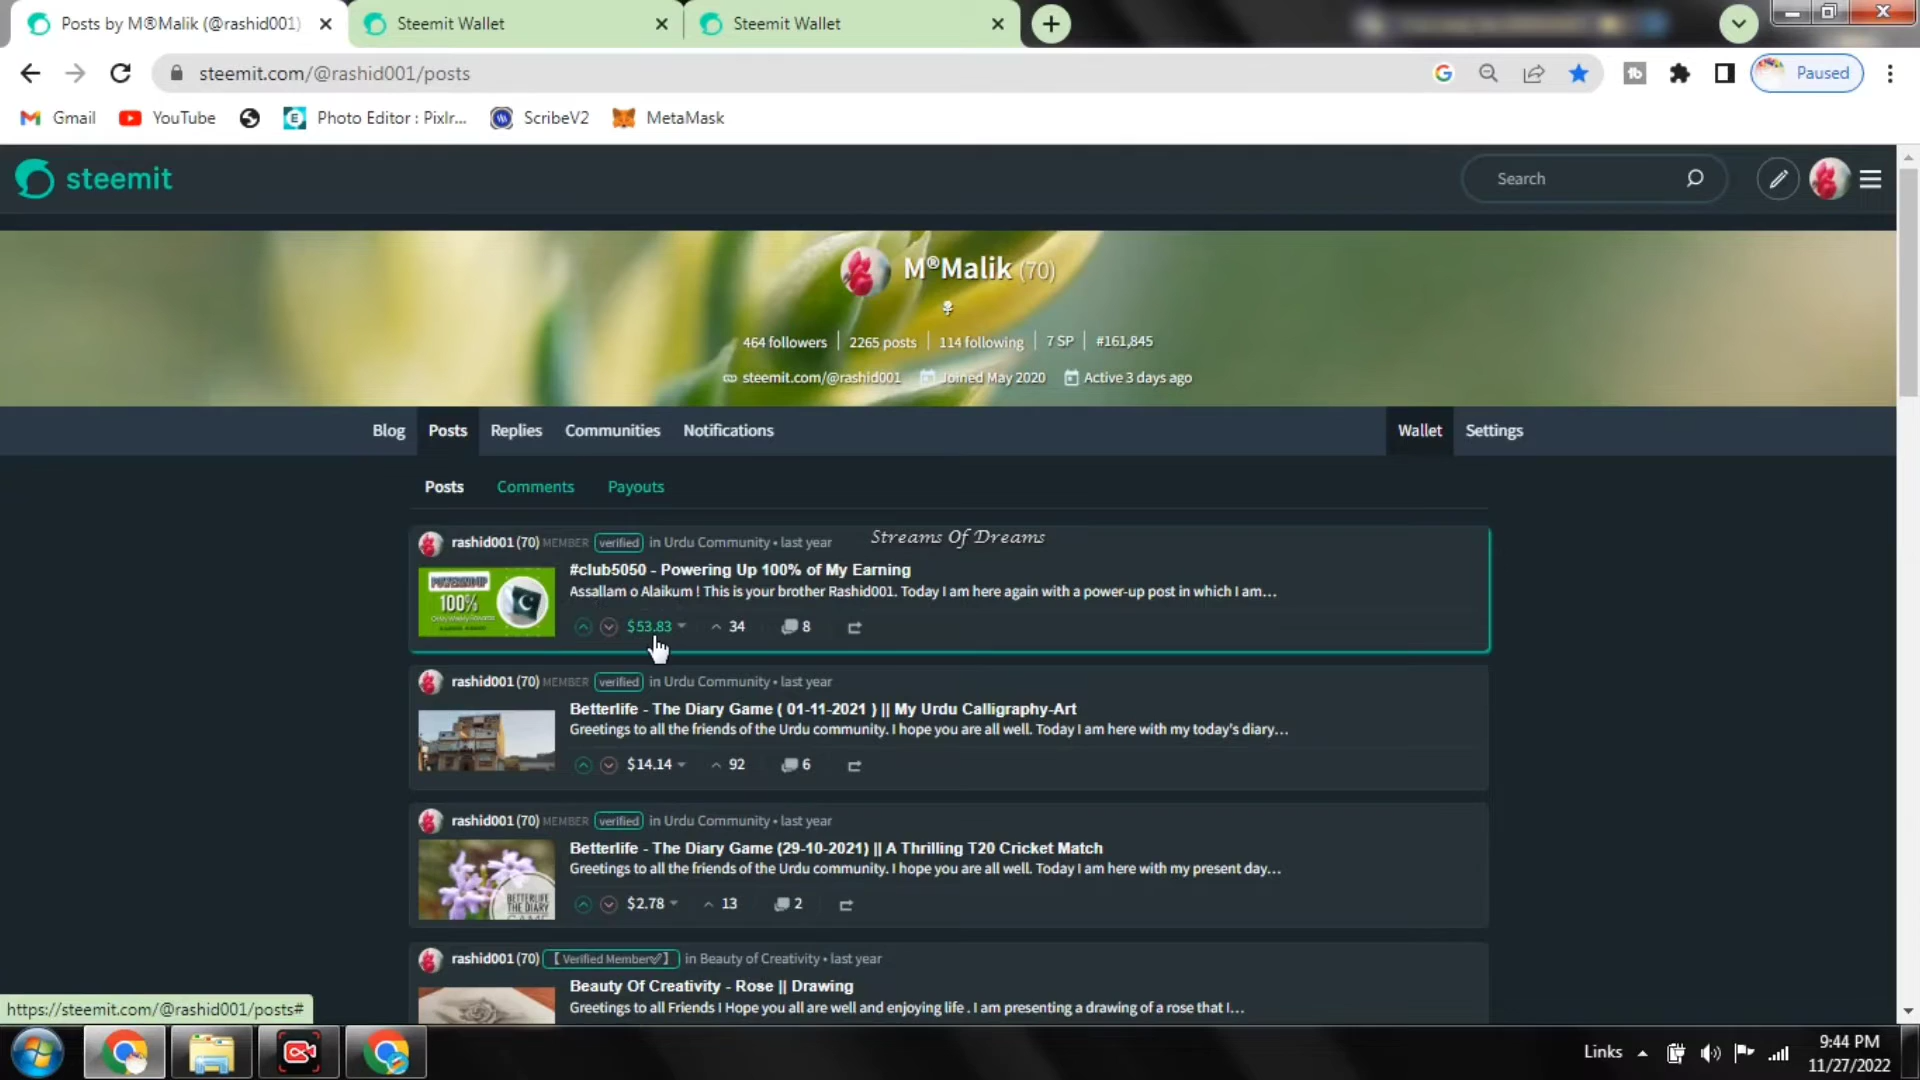 Posts by M®Malik (@rashid001)
Steemit Wallet
Steemit Wallet
steemit.com/@rashid001/posts
Paused
Gmail
YouTube
Photo Editor : Pixlr...
ScribeV2
MetaMask
steemit
Search
M®Malik (70)
464 followers
2265 posts
114 following
7 SP
#161,845
steemit.com/@rashid001
Joined May 2020
Active 3 days ago
Blog
Posts
Replies
Communities
Notifications
Wallet
Settings
Posts
Comments
Payouts
rashid001 (70) MEMBER verified in Urdu Community • last year
Streams Of Dreams
#club5050 - Powering Up 100% of My Earning
Assallam o Alaikum ! This is your brother Rashid001. Today I am here again with a power-up post in which I am...
100%
$53.83
34
8
rashid001 (70) MEMBER verified in Urdu Community • last year
Betterlife - The Diary Game ( 01-11-2021 ) || My Urdu Calligraphy-Art
Greetings to all the friends of the Urdu community. I hope you are all well. Today I am here with my today's diary...
$14.14
92
6
rashid001 (70) MEMBER verified in Urdu Community • last year
Betterlife - The Diary Game (29-10-2021) || A Thrilling T20 Cricket Match
Greetings to all the friends of the Urdu community. I hope you are all well. Today I am here with my present day...
BETTERLIFE
THE DIARY
GAME
$2.78
13
2
rashid001 (70) 【 Verified Member✅】 in Beauty of Creativity • last year
Beauty Of Creativity - Rose || Drawing
Greetings to all Friends I Hope you all are well and enjoying life . I am presenting a drawing of a rose that I...
https://steemit.com/@rashid001/posts#
Links
9:44 PM
11/27/2022